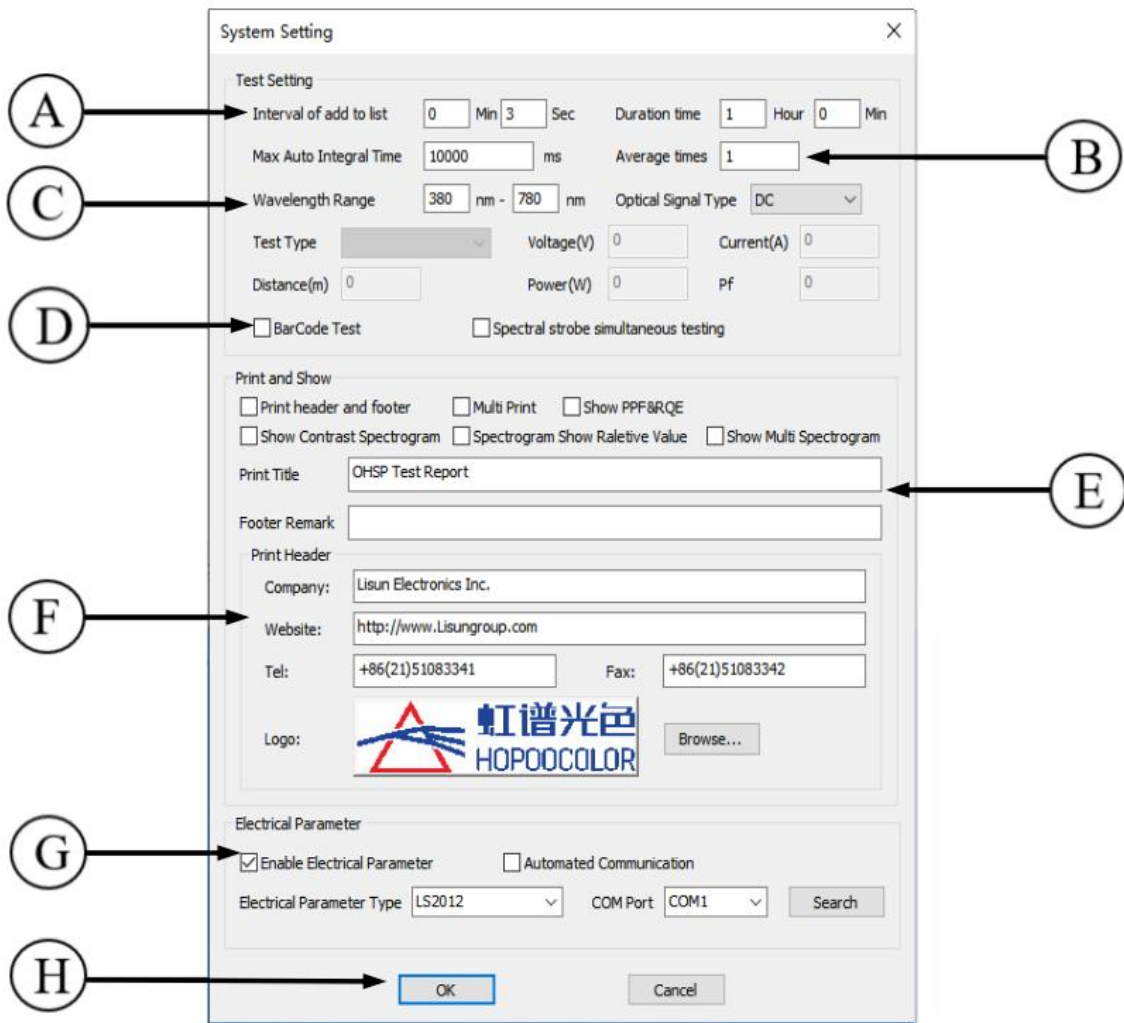 System Setting
Test Setting
A
Interval of add to list 0 Min 3 Sec Duration time 1 Hour 0 Min
Max Auto Integral Time 10000 ms Average times 1
B
C
Wavelength Range 380 nm - 780 nm Optical Signal Type DC
Test Type Voltage(V) 0 Current(A) 0
Distance(m) 0 Power(W) 0 Pf 0
D
BarCode Test Spectral strobe simultaneous testing
Print and Show
Print header and footer Multi Print Show PPF&RQE
Show Contrast Spectrogram Spectrogram Show Raletive Value Show Multi Spectrogram
Print Title OHSP Test Report
E
Footer Remark
Print Header
Company: Lisun Electronics Inc.
F
Website: http://www.Lisungroup.com
Tel: +86(21)51083341 Fax: +86(21)51083342
Logo: 虹谱光色 Browse...
HOPOOCOLOR
Electrical Parameter
G
Enable Electrical Parameter Automated Communication
Electrical Parameter Type LS2012 COM Port COM1 Search
H
OK Cancel